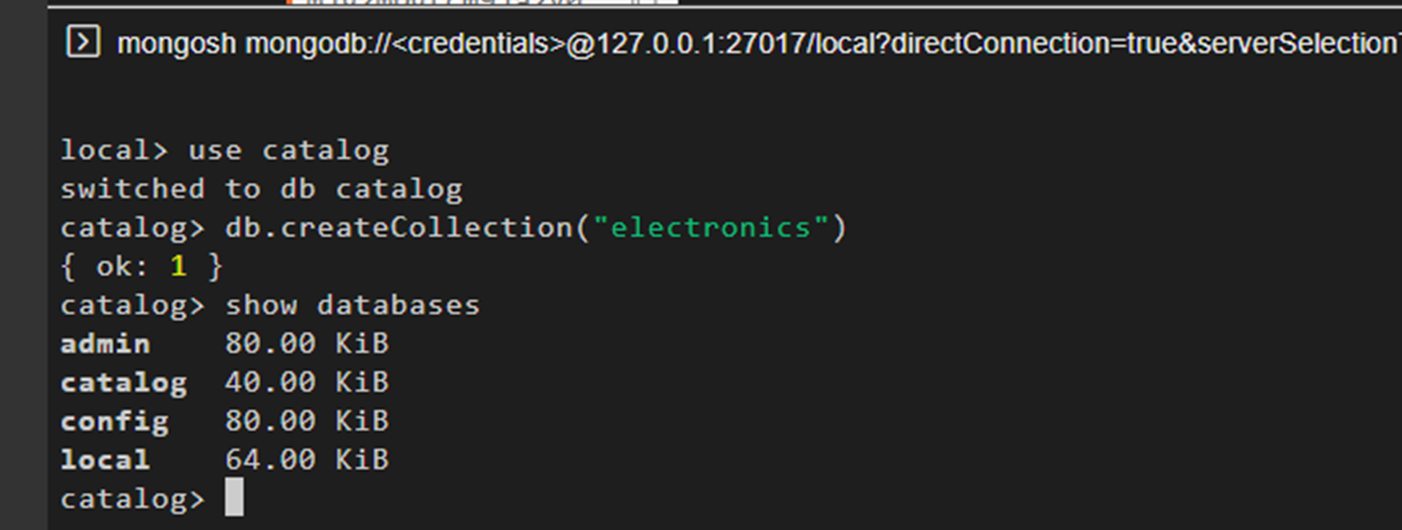 mongosh mongodb://<credentials>@127.0.0.1:27017/local?directConnection=true&serverSelection
local> use catalog
switched to db catalog
catalog> db.createCollection("electronics")
{ ok: 1 }
catalog> show databases
admin    80.00 KiB
catalog  40.00 KiB
config   80.00 KiB
local    64.00 KiB
catalog>